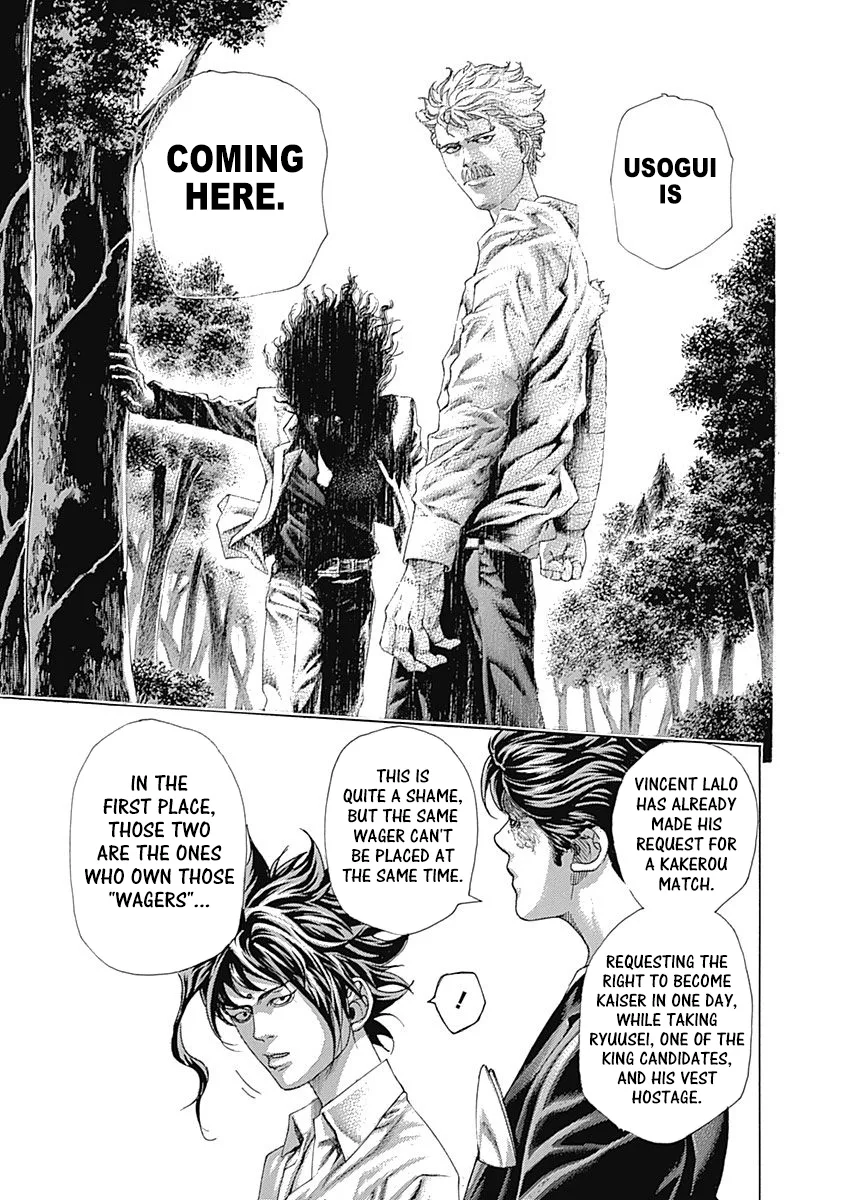 USOGUI
IS
COMING
HERE.
VINCENT LALO
HAS ALREADY
MADE HIS
REQUEST FOR
A KAKEROU
MATCH.
REQUESTING THE
RIGHT TO BECOME
KAISER IN ONE DAY,
WHILE TAKING
RYUUSEI, ONE OF THE
KING CANDIDATES,
AND HIS VEST
HOSTAGE.
THIS IS
QUITE A SHAME,
BUT THE SAME
WAGER CAN'T
BE PLACED AT
THE SAME TIME.
!
IN THE
FIRST PLACE,
THOSE TWO
ARE THE ONES
WHO OWN THOSE
"WAGERS"...